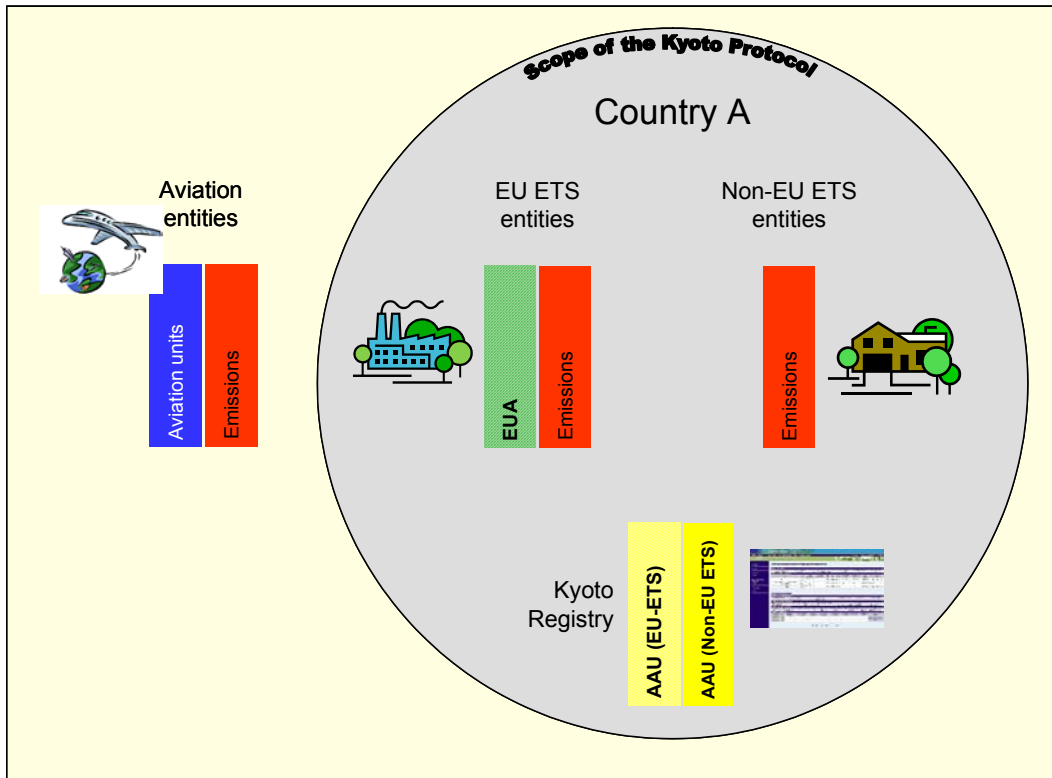 Scope of the Kyoto Protocol
Country A
Aviation
entities
EU ETS
entities
Non-EU ETS
entities
Aviation units
Emissions
EUA
Emissions
Emissions
Kyoto
Registry
AAU (EU-ETS)
AAU (Non-EU ETS)